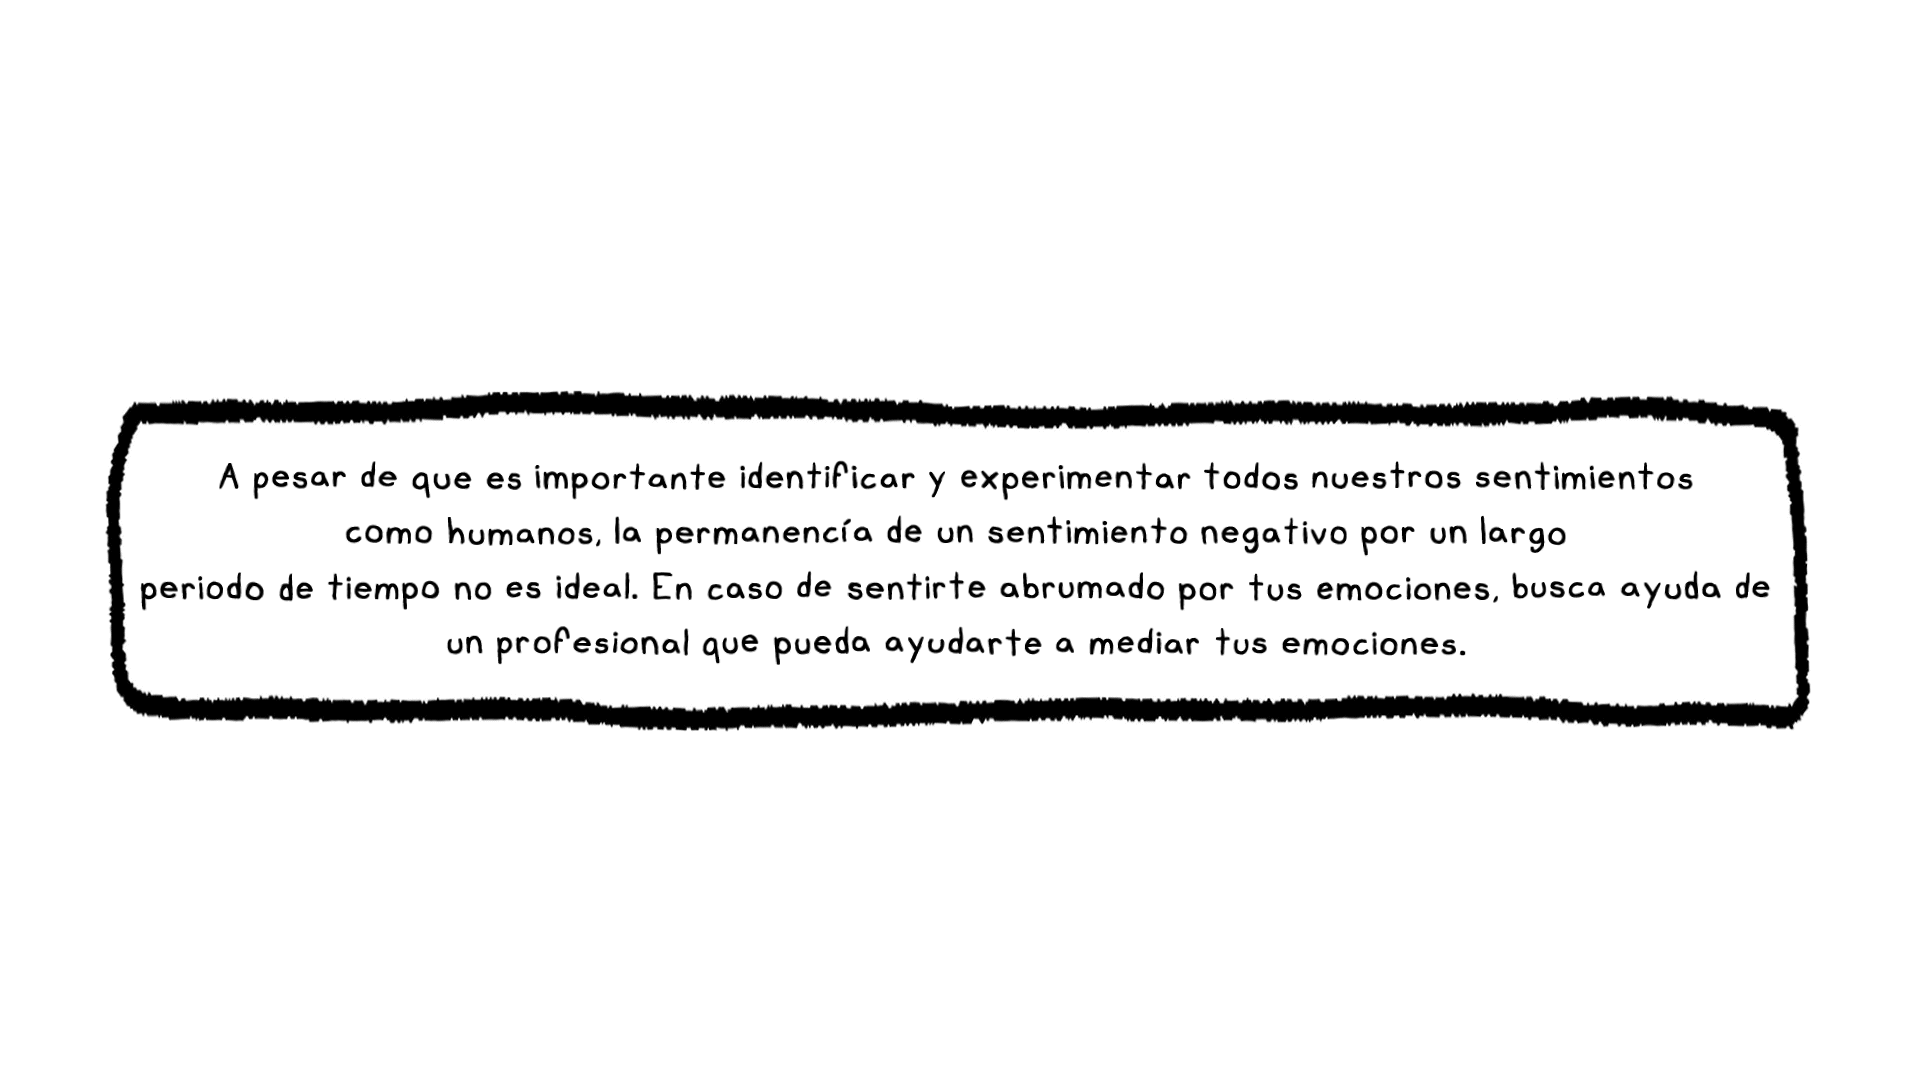 A pesar de que es importante identificar y experimentar todos nuestros sentimientos
como humanos, la permanencía de un sentimiento negativo por un largo
periodo de tiempo no es ideal. En caso de sentirte abrumado por tus emociones, busca ayuda de
un profesional que pueda ayudarte a mediar tus emociones.